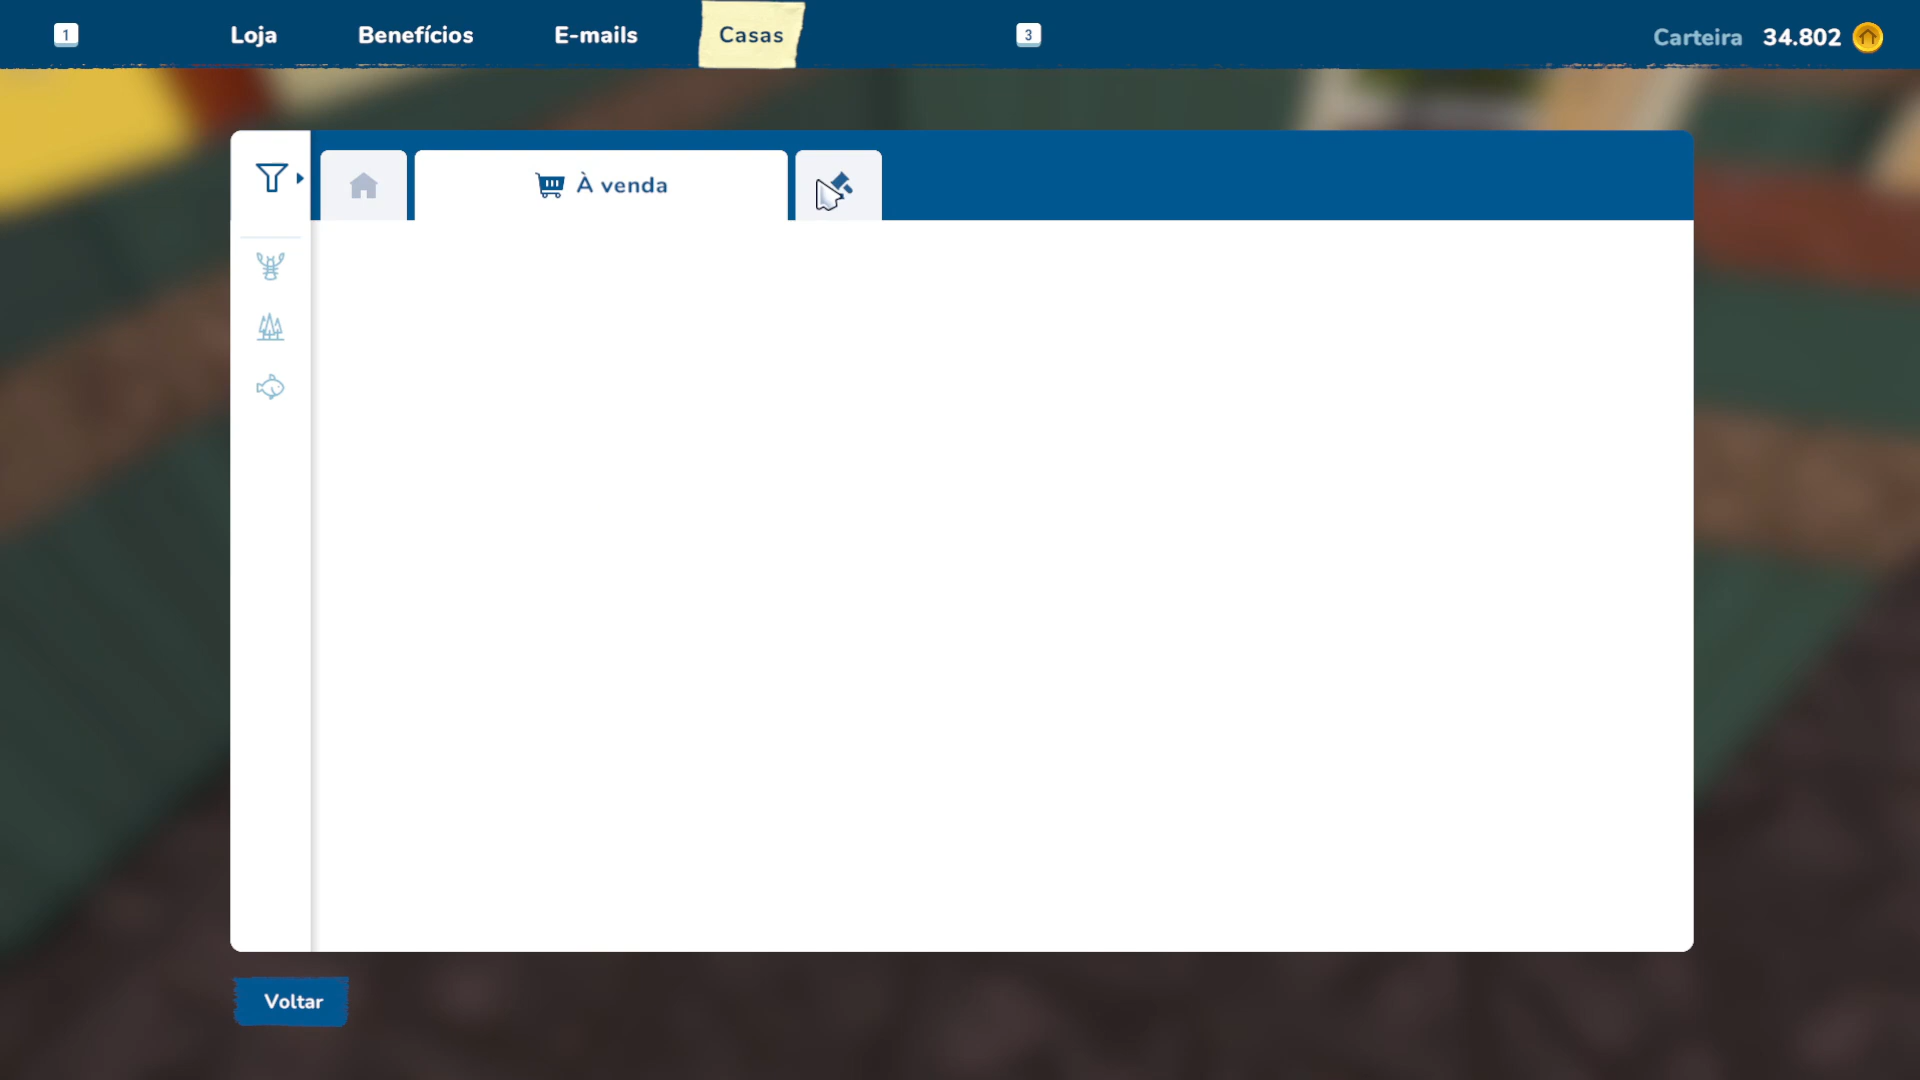 1
Loja
Benefícios
E-mails
Casas
3
Carteira 34.802
À venda
Voltar